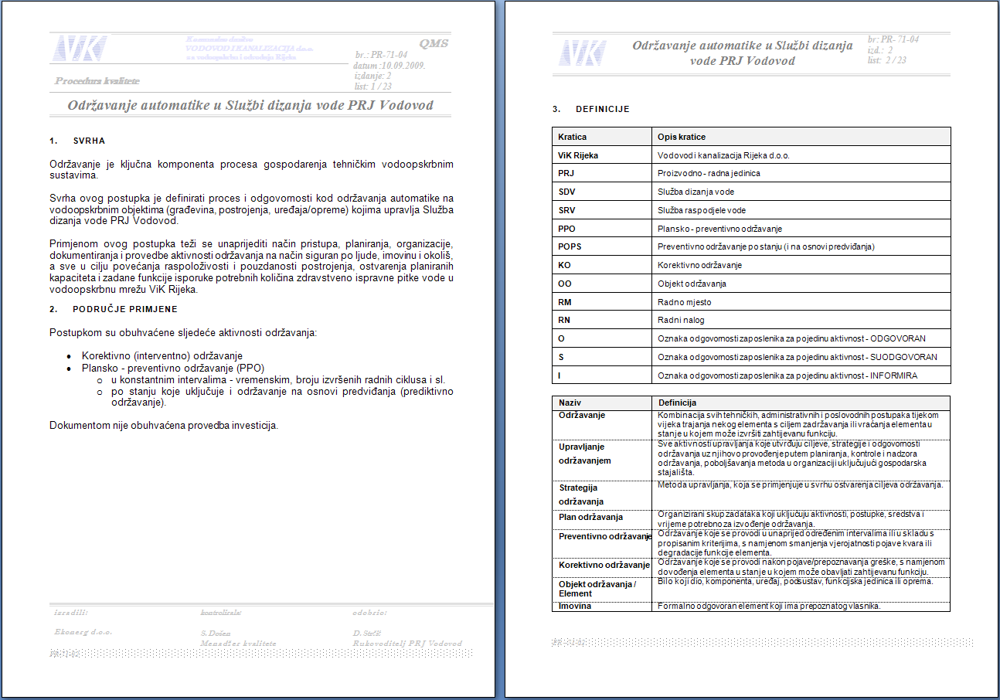 VK
Komunalno društvo
VODOVOD I KANALIZACIJA d.o.o.
za vodoopskrbu i odvodnju Rijeka
QMS
br.: PR-71-04
datum :10.09.2009.
izdanje: 2
list: 1 / 23
Procedura kvalitete
Održavanje automatike u Službi dizanja vode PRJ Vodovod
1. SVRHA
Održavanje je ključna komponenta procesa gospodarenja tehničkim vodoopskrbnim
sustavima.
Svrha ovog postupka je definirati proces i odgovornosti kod održavanja automatike na
vodoopskrbnim objektima (građevina, postrojenja, uređaja/opreme) kojima upravlja Služba
dizanja vode PRJ Vodovod.
Primjenom ovog postupka teži se unaprijediti način pristupa, planiranja, organizacije,
dokumentiranja i provedbe aktivnosti održavanja na način siguran po ljude, imovinu i okoliš,
a sve u cilju povećanja raspoloživosti i pouzdanosti postrojenja, ostvarenja planiranih
kapaciteta i zadane funkcije isporuke potrebnih količina zdravstveno ispravne pitke vode u
vodoopskrbnu mrežu ViK Rijeka.
2. PODRUČJE PRIMJENE
Postupkom su obuhvaćene sljedeće aktivnosti održavanja:
• Korektivno (interventno) održavanje
• Plansko - preventivno održavanje (PPO)
o u konstantnim intervalima - vremenskim, broju izvršenih radnih ciklusa i sl.
o po stanju koje uključuje i održavanje na osnovi predviđanja (prediktivno
održavanje).
Dokumentom nije obuhvaćena provedba investicija.
izradili: kontrolirala: odobrio:
Ekonerg d.o.o. S.Došen D. Strčić
Menadžer kvalitete Rukovoditelj PRJ Vodovod
PR-71-02
VK
Održavanje automatike u Službi dizanja
vode PRJ Vodovod
br: PR- 71-04
izd.: 2
list: 2 / 23
3. DEFINICIJE
Kratica Opis kratice
ViK Rijeka Vodovod i kanalizacija Rijeka d.o.o.
PRJ Proizvodno - radna jedinica
SDV Služba dizanja vode
SRV Služba raspodjele vode
PPO Plansko - preventivno održavanje
POPS Preventivno održavanje po stanju (i na osnovi predviđanja)
KO Korektivno održavanje
OO Objekt održavanja
RM Radno mjesto
RN Radni nalog
O Oznaka odgovornosti zaposlenika za pojedinu aktivnost - ODGOVORAN
S Oznaka odgovornosti zaposlenika za pojedinu aktivnost - SUODGOVORAN
I Oznaka odgovornosti zaposlenika za pojedinu aktivnost - INFORMIRA
Naziv Definicija
Održavanje Kombinacija svih tehničkih, administrativnih i poslovodnih postupaka tijekom
vijeka trajanja nekog elementa s ciljem zadržavanja ili vraćanja elementa u
stanje u kojem može izvršiti zahtijevanu funkciju.
Upravljanje
održavanjem
Sve aktivnosti upravljanja koje utvrđuju ciljeve, strategije i odgovornosti
održavanja uz njihovo provođenje putem planiranja, kontrole i nadzora
održavanja, poboljšavanja metoda u organizaciji uključujući gospodarska
stajališta.
Strategija
održavanja
Metoda upravljanja, koja se primjenjuje u svrhu ostvarenja ciljeva održavanja.
Plan održavanja Organizirani skup zadataka koji uključuju aktivnosti, postupke, sredstva i
vrijeme potrebno za izvođenje održavanja.
Preventivno održavanje Održavanje koje se provodi u unaprijed određenim intervalima ili u skladu s
propisanim kriterijima, s namjenom smanjenja vjerojatnosti pojave kvara ili
degradacije funkcije elementa.
Korektivno održavanje Održavanje koje se provodi nakon pojave/prepoznavanja greške, s namjenom
dovođenja elementa u stanje u kojem može obavljati zahtijevanu funkciju.
Objekt održavanja /
Element
Bilo koji dio, komponenta, uređaj, podsustav, funkcijska jedinica ili oprema.
Imovina Formalno odgovoran element koji ima prepoznatog vlasnika.
PR-71-02